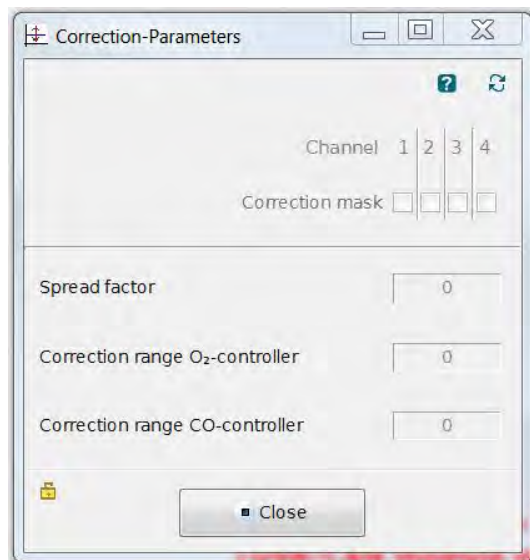 Correction-Parameters
?
Channel 1 2 3 4
Correction mask
Spread factor 0
Correction range O₂-controller 0
Correction range CO-controller 0
Close